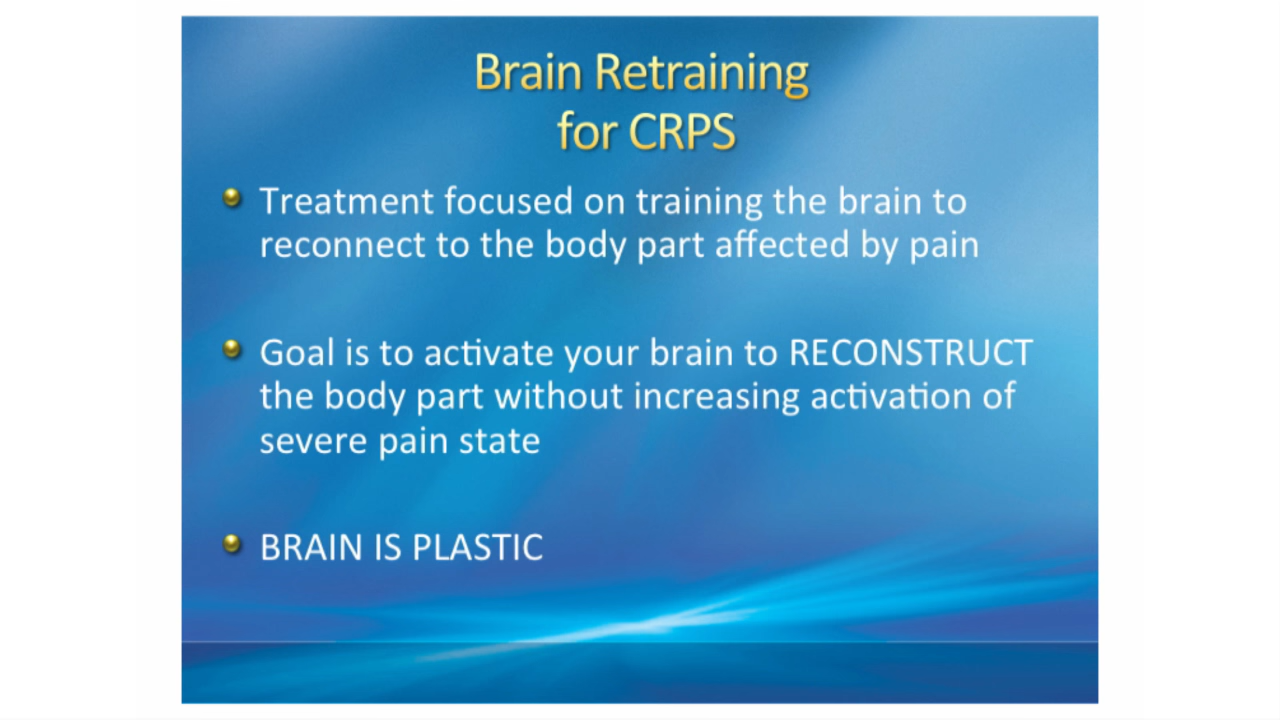 Brain Retraining
for CRPS
Treatment focused on training the brain to
reconnect to the body part affected by pain
Goal is to activate your brain to RECONSTRUCT
the body part without increasing activation of
severe pain state
BRAIN IS PLASTIC